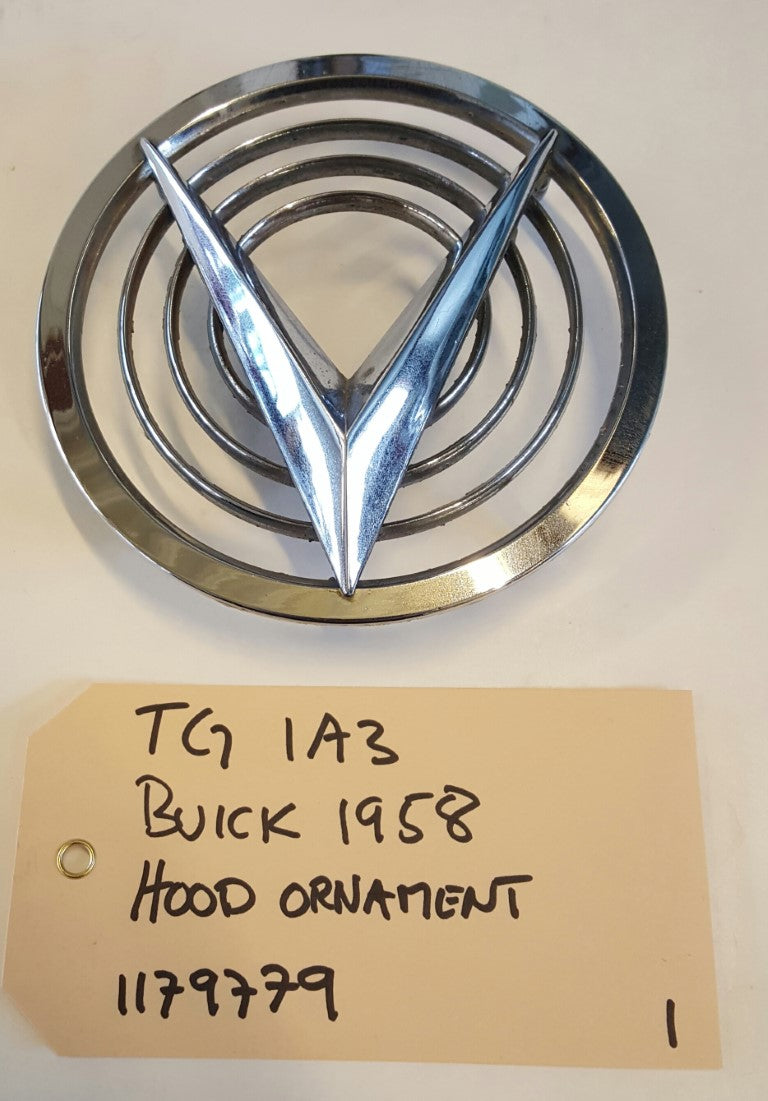 TG 1A3
BUICK 1958
HOOD ORNAMENT
1179779
1